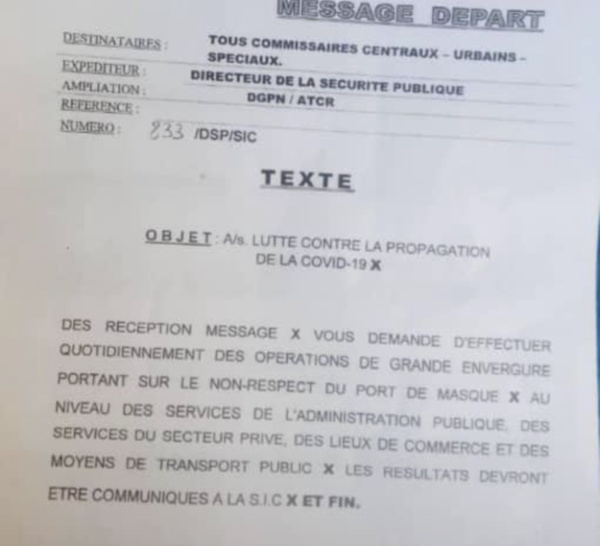 MESSAGE DEPART
DESTINATAIRES : TOUS COMMISSAIRES CENTRAUX – URBAINS –
SPECIAUX.
EXPEDITEUR : DIRECTEUR DE LA SECURITE PUBLIQUE
AMPLIATION : DGPN / ATCR
REFERENCE :
NUMERO : 833 /DSP/SIC
TEXTE
OBJET : A/s. LUTTE CONTRE LA PROPAGATION
DE LA COVID-19 X
DES RECEPTION MESSAGE X VOUS DEMANDE D'EFFECTUER
QUOTIDIENNEMENT DES OPERATIONS DE GRANDE ENVERGURE
PORTANT SUR LE NON-RESPECT DU PORT DE MASQUE X AU
NIVEAU DES SERVICES DE L'ADMINISTRATION PUBLIQUE, DES
SERVICES DU SECTEUR PRIVE, DES LIEUX DE COMMERCE ET DES
MOYENS DE TRANSPORT PUBLIC X LES RESULTATS DEVRONT
ETRE COMMUNIQUES A LA S.I.C X ET FIN.